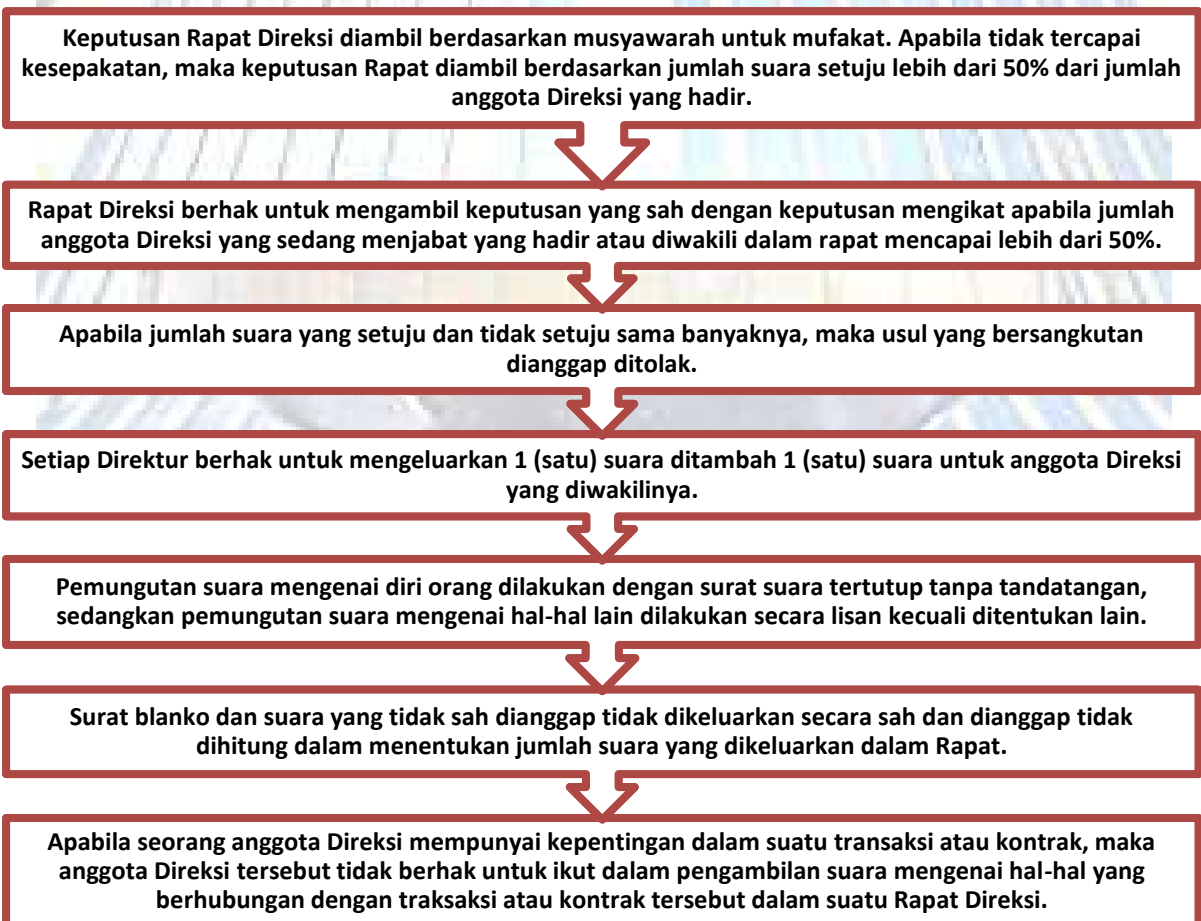 Keputusan Rapat Direksi diambil berdasarkan musyawarah untuk mufakat. Apabila tidak tercapai
kesepakatan, maka keputusan Rapat diambil berdasarkan jumlah suara setuju lebih dari 50% dari jumlah
anggota Direksi yang hadir.
Rapat Direksi berhak untuk mengambil keputusan yang sah dengan keputusan mengikat apabila jumlah
anggota Direksi yang sedang menjabat yang hadir atau diwakili dalam rapat mencapai lebih dari 50%.
Apabila jumlah suara yang setuju dan tidak setuju sama banyaknya, maka usul yang bersangkutan
dianggap ditolak.
Setiap Direktur berhak untuk mengeluarkan 1 (satu) suara ditambah 1 (satu) suara untuk anggota Direksi
yang diwakilinya.
Pemungutan suara mengenai diri orang dilakukan dengan surat suara tertutup tanpa tandatangan,
sedangkan pemungutan suara mengenai hal-hal lain dilakukan secara lisan kecuali ditentukan lain.
Surat blanko dan suara yang tidak sah dianggap tidak dikeluarkan secara sah dan dianggap tidak
dihitung dalam menentukan jumlah suara yang dikeluarkan dalam Rapat.
Apabila seorang anggota Direksi mempunyai kepentingan dalam suatu transaksi atau kontrak, maka
anggota Direksi tersebut tidak berhak untuk ikut dalam pengambilan suara mengenai hal-hal yang
berhubungan dengan traksaksi atau kontrak tersebut dalam suatu Rapat Direksi.